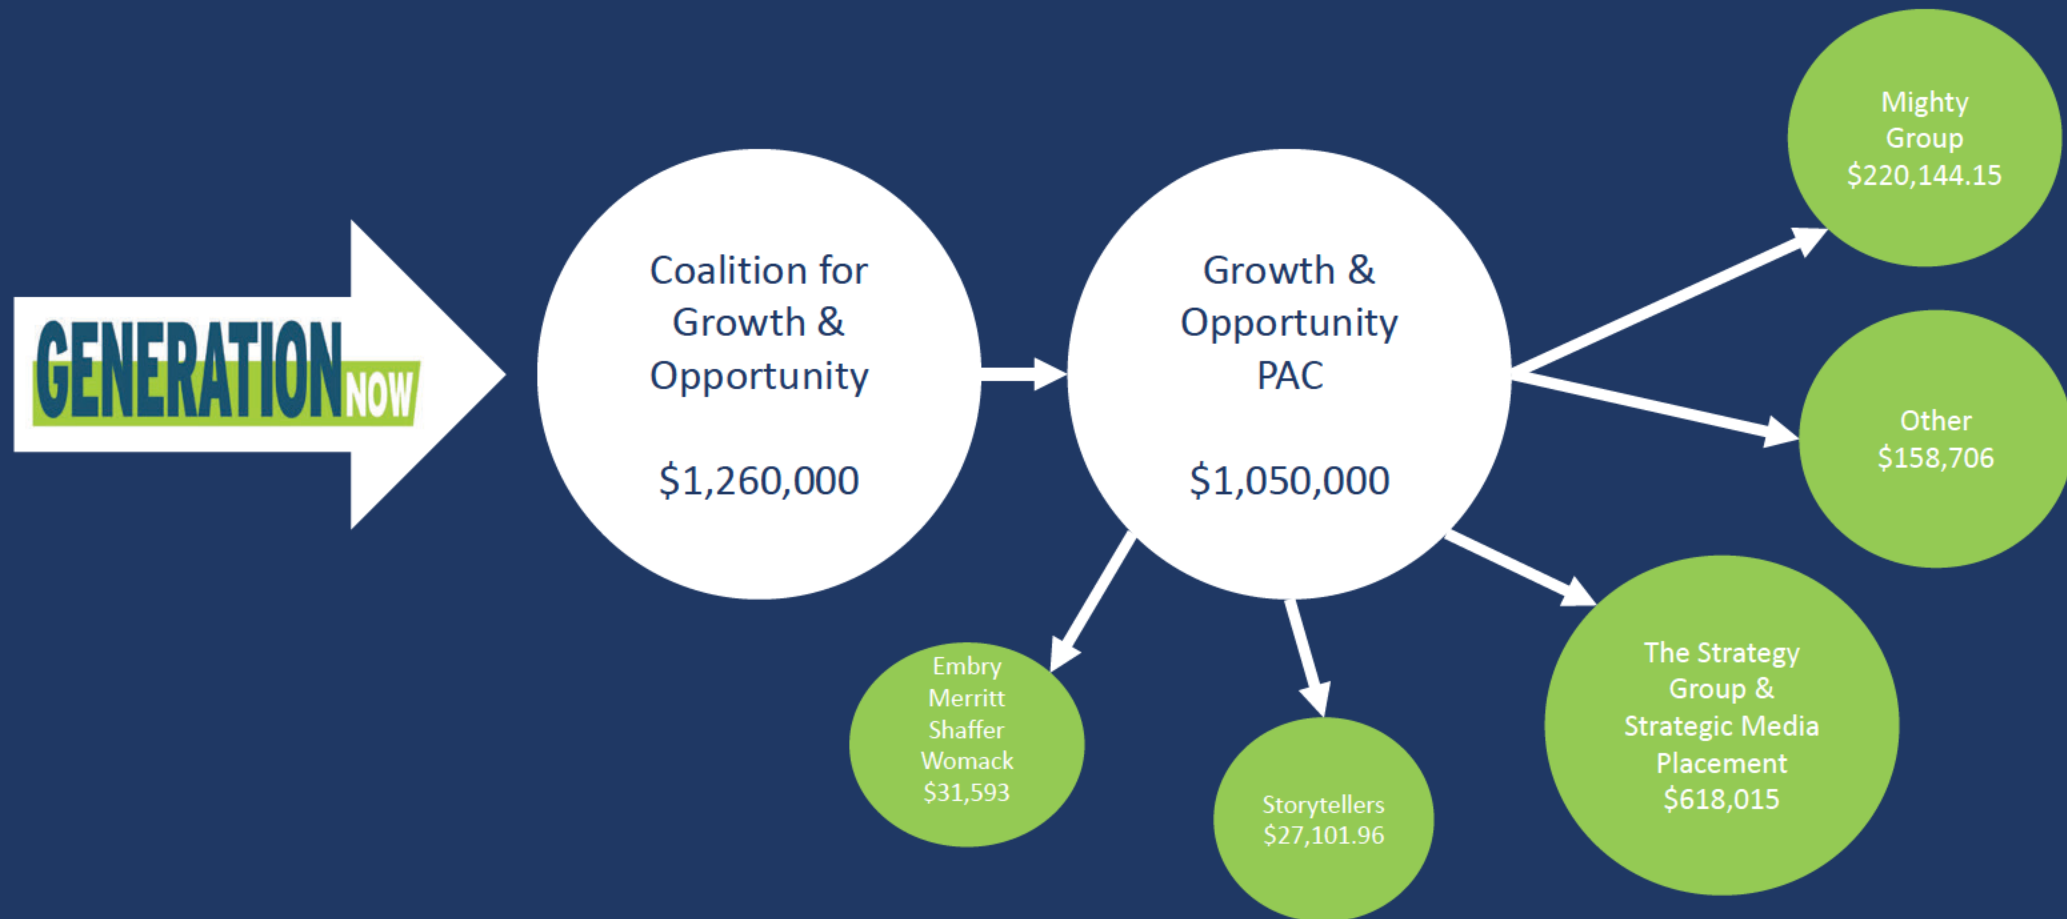 GENERATION NOW
Coalition for
Growth &
Opportunity
$1,260,000
Growth &
Opportunity
PAC
$1,050,000
Mighty
Group
$220,144.15
Other
$158,706
The Strategy
Group &
Strategic Media
Placement
$618,015
Storytellers
$27,101.96
Embry
Merritt
Shaffer
Womack
$31,593